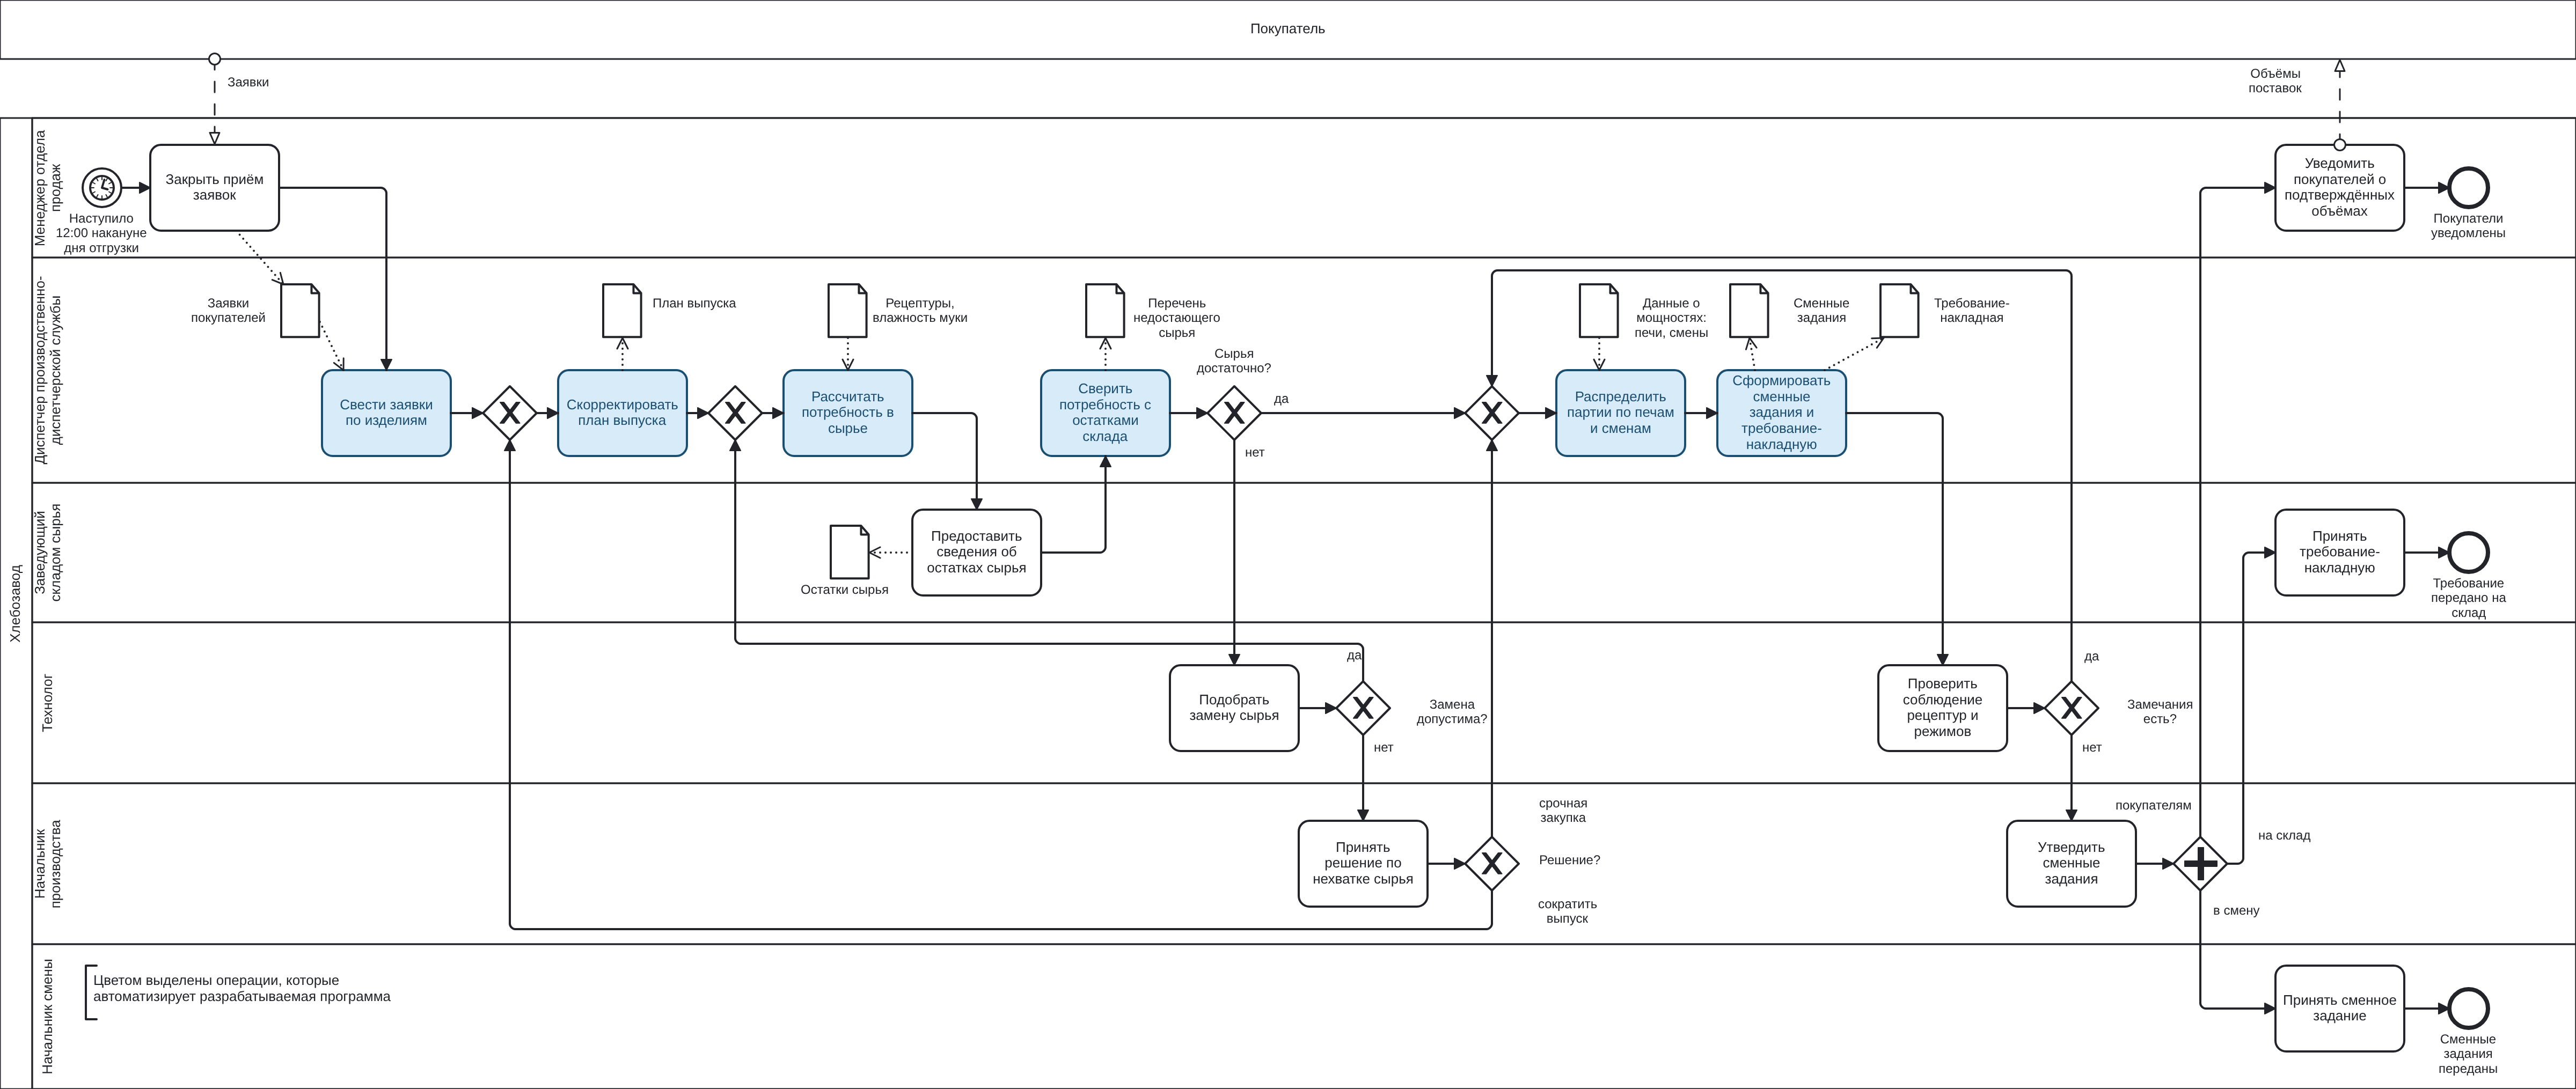 Покупатель
Заявки
Объёмы
поставок
Хлебозавод
Менеджер отдела
продаж
Наступило
12:00 накануне
дня отгрузки
Закрыть приём
заявок
Уведомить
покупателей о
подтверждённых
объёмах
Покупатели
уведомлены
Диспетчер производственно-
диспетчерской службы
Заявки
покупателей
План выпуска
Рецептуры,
влажность муки
Перечень
недостающего
сырья
Сырья
достаточно?
Данные о
мощностях:
печи, смены
Сменные
задания
Требование-
накладная
Свести заявки
по изделиям
Скорректировать
план выпуска
Рассчитать
потребность в
сырье
Сверить
потребность с
остатками
склада
да
нет
Распределить
партии по печам
и сменам
Сформировать
сменные
задания и
требование-
накладную
Заведующий
складом сырья
Остатки сырья
Предоставить
сведения об
остатках сырья
Принять
требование-
накладную
Требование
передано на
склад
Технолог
Подобрать
замену сырья
да
Замена
допустима?
нет
Проверить
соблюдение
рецептур и
режимов
да
Замечания
есть?
нет
Начальник
производства
Принять
решение по
нехватке сырья
срочная
закупка
Решение?
сократить
выпуск
Утвердить
сменные
задания
покупателям
на склад
в смену
Начальник смены
Цветом выделены операции, которые
автоматизирует разрабатываемая программа
Принять сменное
задание
Сменные
задания
переданы